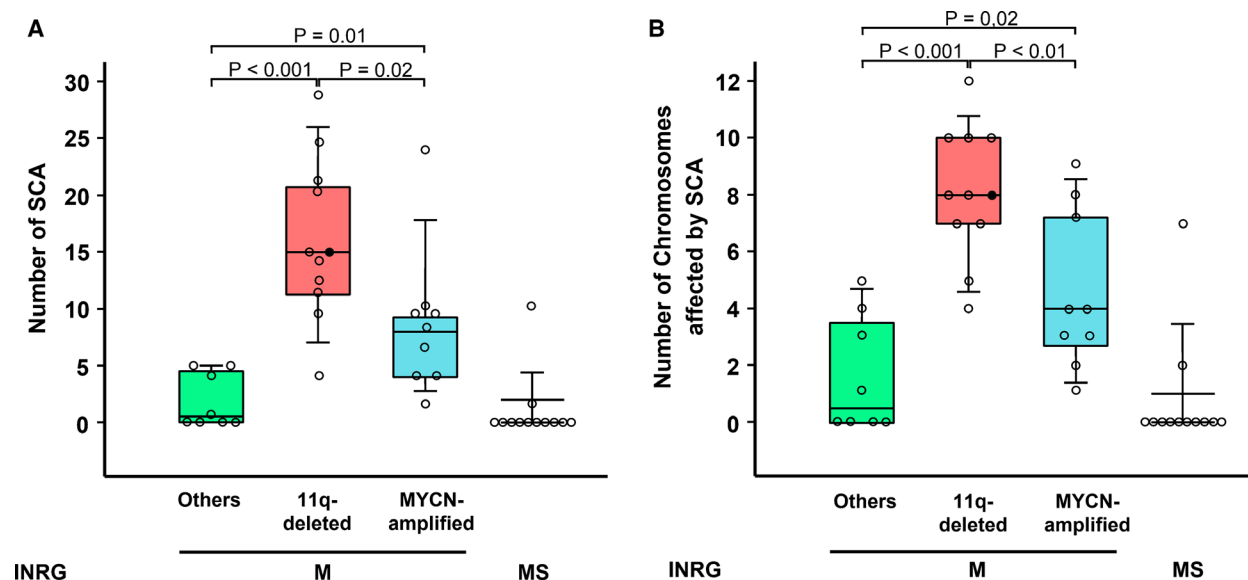 A
P = 0.01
P < 0.001
P = 0.02
Number of SCA
30
25
20
15
10
5
0
Others
11q-
deleted
MYCN-
amplified
INRG
M
MS
B
P = 0,02
P < 0.001
P < 0.01
Number of Chromosomes
affected by SCA
12
10
8
6
4
2
0
Others
11q-
deleted
MYCN-
amplified
INRG
M
MS